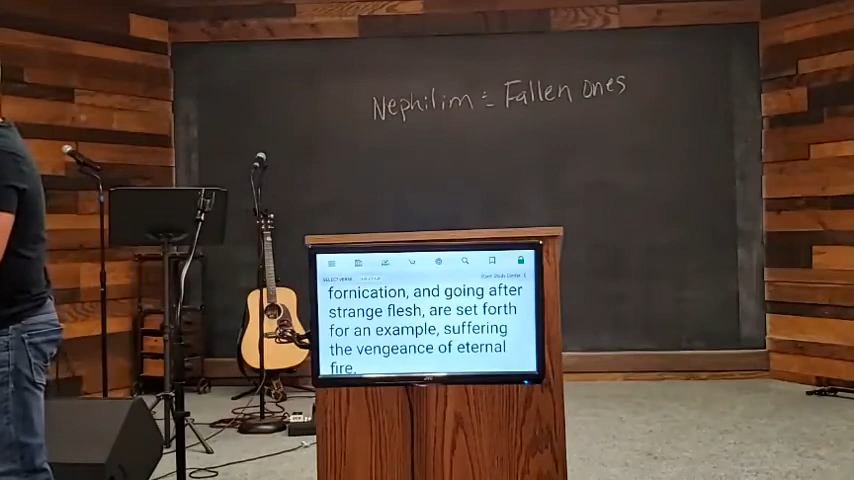 Nephilim = Fallen Ones
fornication, and going after
strange flesh, are set forth
for an example, suffering
the vengeance of eternal
fire.